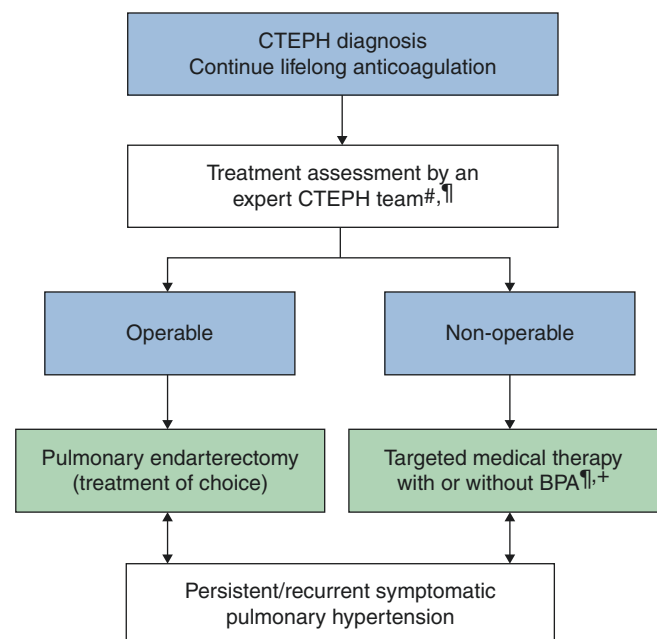 CTEPH diagnosis
Continue lifelong anticoagulation
Treatment assessment by an
expert CTEPH team#,¶
Operable
Non-operable
Pulmonary endarterectomy
(treatment of choice)
Targeted medical therapy
with or without BPA¶,+
Persistent/recurrent symptomatic
pulmonary hypertension